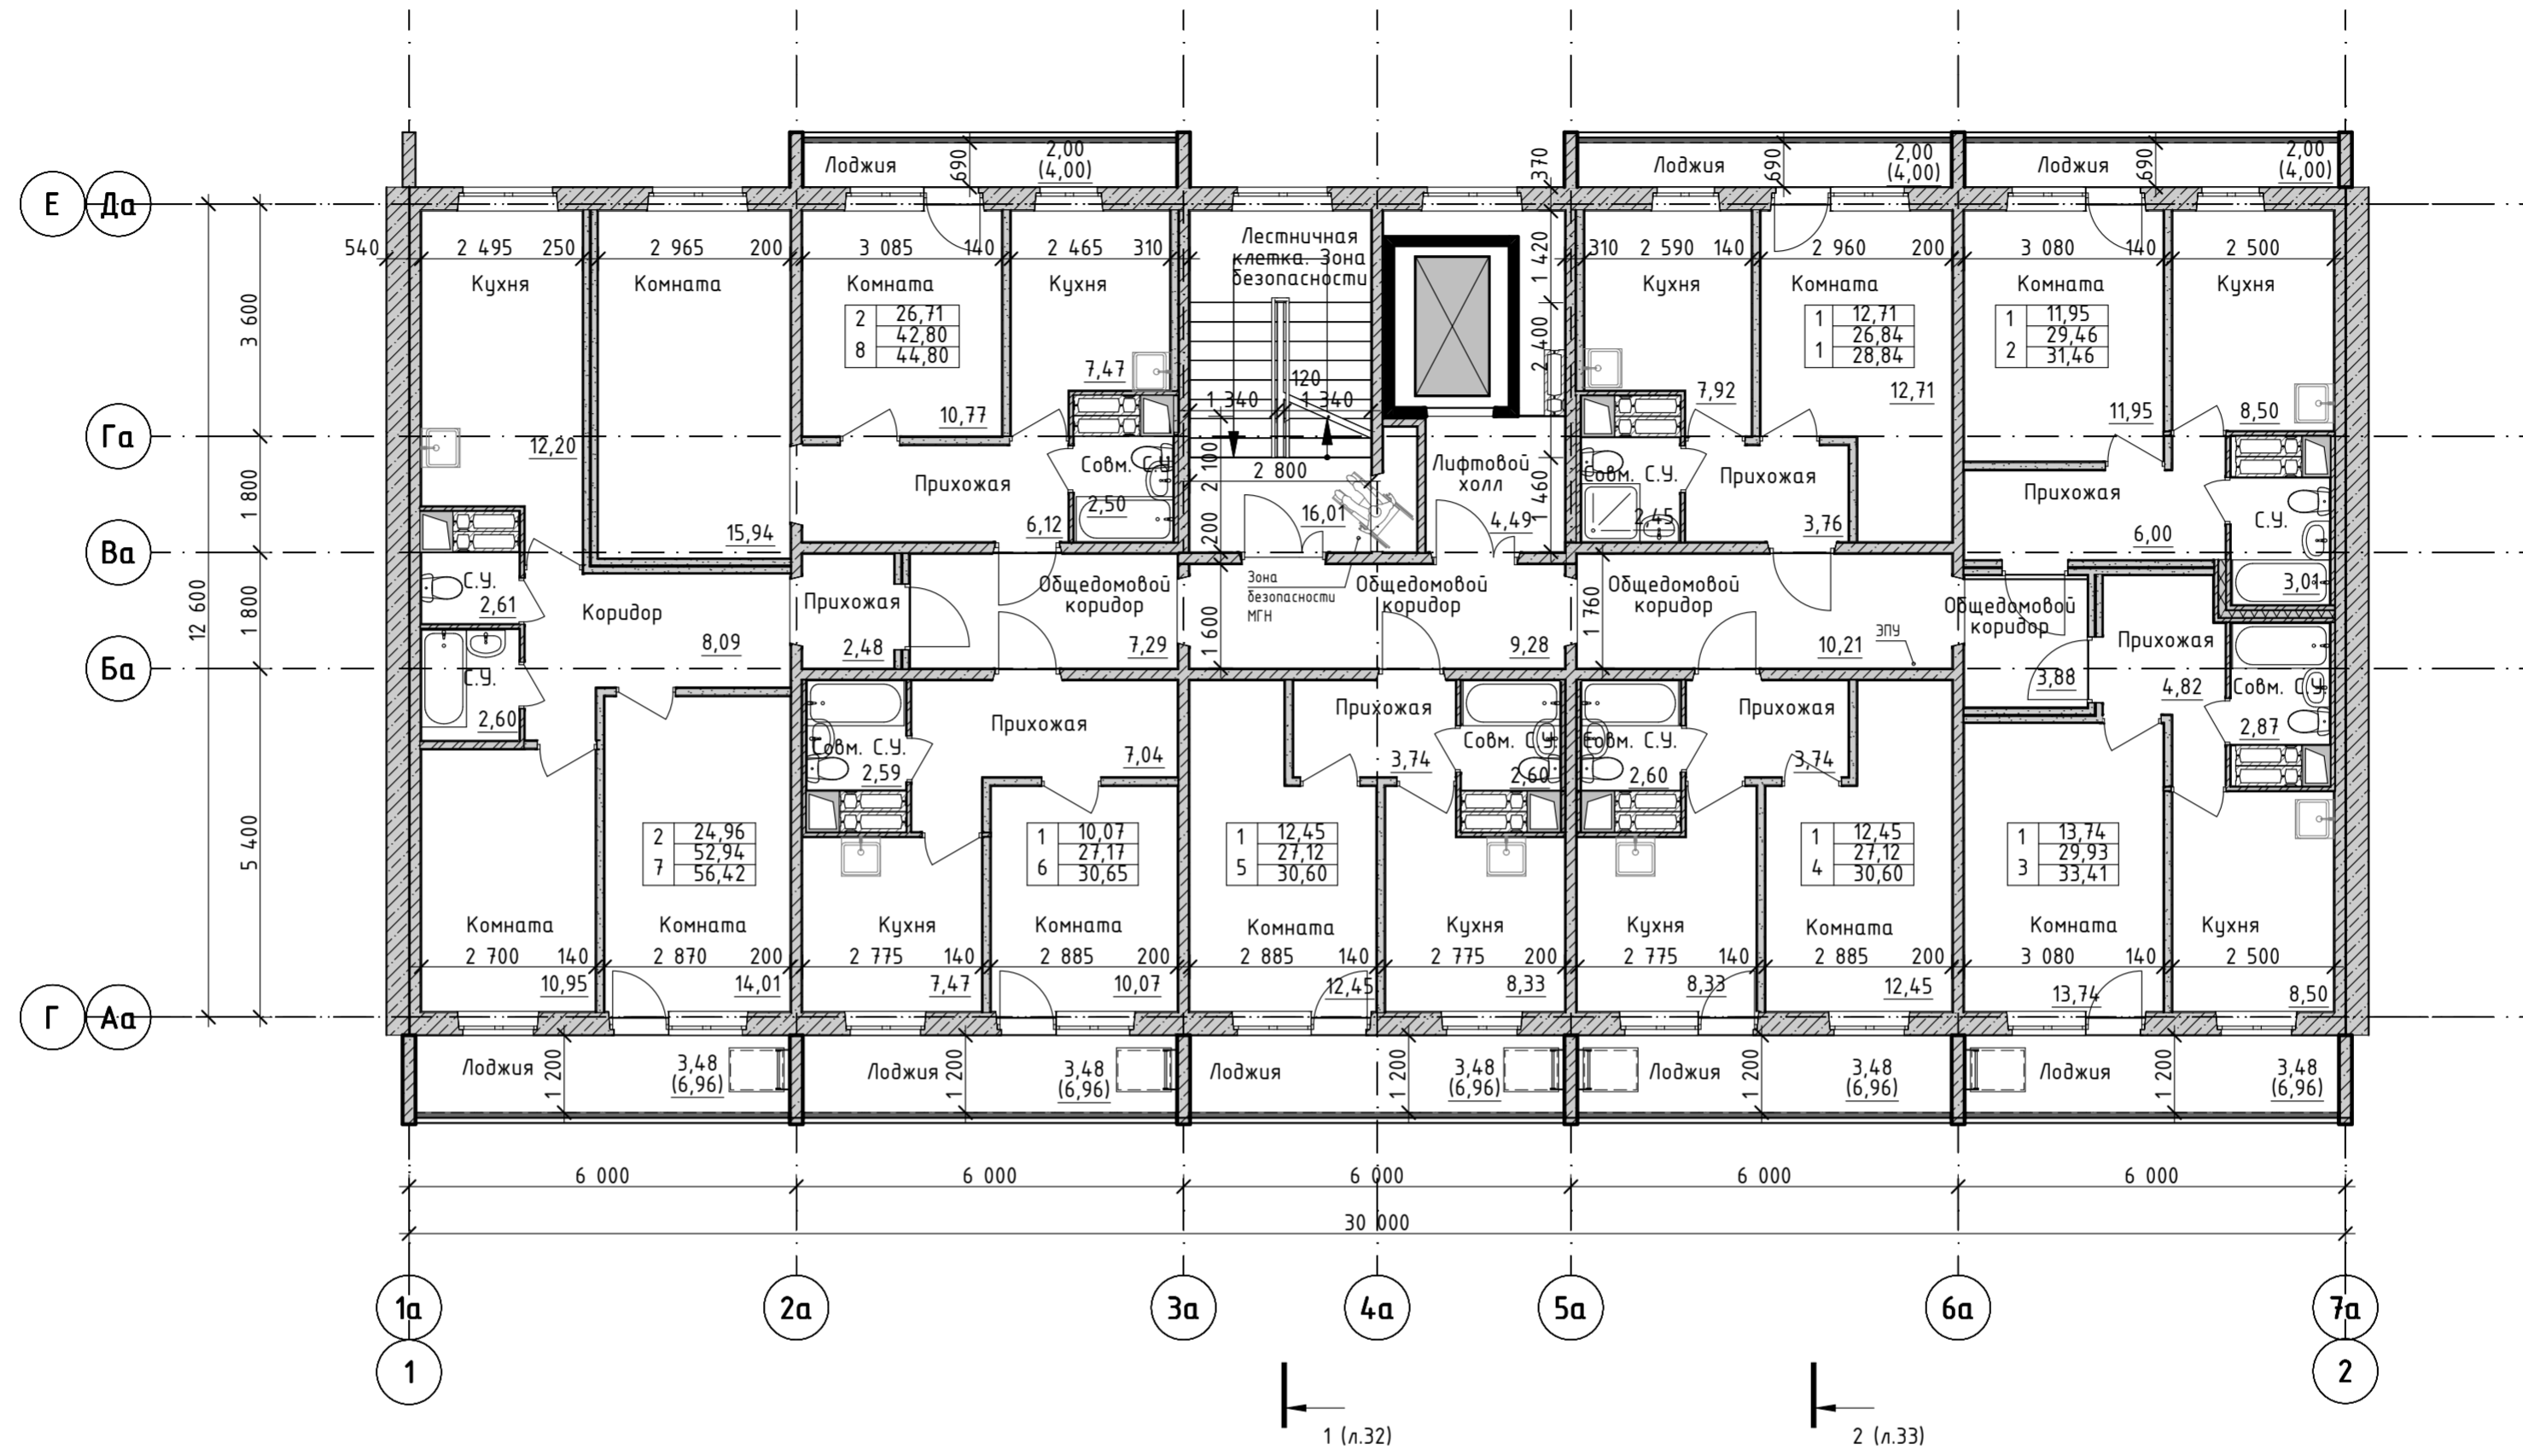 Лоджия
690
2,00
(4,00)
370
Лоджия
690
2,00
(4,00)
Лоджия
690
2,00
(4,00)
Е
Да
540
2 495
250
2 965
200
3 085
140
2 465
310
Лестничная
клетка. Зона
безопасности
1 420
310
2 590
140
2 960
200
3 080
140
2 500
Кухня
Комната
Комната
Кухня
Кухня
Комната
Комната
Кухня
2
8
26,71
42,80
44,80
1
1
12,71
26,84
28,84
1
2
11,95
29,46
31,46
3 600
2 400
7,47
120
7,92
12,71
1 340
1 340
10,77
11,95
8,50
Га
12,20
Совм. С.У.
2 100
2 800
Лифтовой
холл
1 460
Совм. С.У.
Прихожая
Прихожая
Прихожая
С.У.
1 800
2,50
16,01
4,49
2,45
15,94
6,12
200
3,76
6,00
Ва
12 600
1 800
С.У.
2,61
Коридор
8,09
Прихожая
2,48
Общедомовой
коридор
7,29
1 600
Зона
безопасности
МГН
Общедомовой
коридор
9,28
1 760
Общедомовой
коридор
10,21
ЭПУ
Общедомовой
коридор
3,88
3,01
Прихожая
4,82
Ба
С.У.
2,60
Совм. С.У.
2,59
Прихожая
7,04
Прихожая
3,74
Совм. С.У.
2,60
Совм. С.У.
2,60
Прихожая
3,74
Совм. С.У.
2,87
5 400
2
7
24,96
52,94
56,42
1
6
10,07
27,17
30,65
1
5
12,45
27,12
30,60
1
4
12,45
27,12
30,60
1
3
13,74
29,93
33,41
Комната
Комната
Кухня
Комната
Комната
Кухня
Кухня
Комната
Комната
Кухня
2 700
140
2 870
200
2 775
140
2 885
200
2 885
140
2 775
200
2 775
140
2 885
200
3 080
140
2 500
10,95
14,01
7,47
10,07
12,45
8,33
8,33
12,45
13,74
8,50
Г
Аа
Лоджия
1 200
3,48
(6,96)
Лоджия
1 200
3,48
(6,96)
Лоджия
1 200
3,48
(6,96)
Лоджия
1 200
3,48
(6,96)
Лоджия
1 200
3,48
(6,96)
6 000
6 000
6 000
6 000
6 000
30 000
1а
2а
3а
4а
5а
6а
7а
1
2
1 (л.32)
2 (л.33)